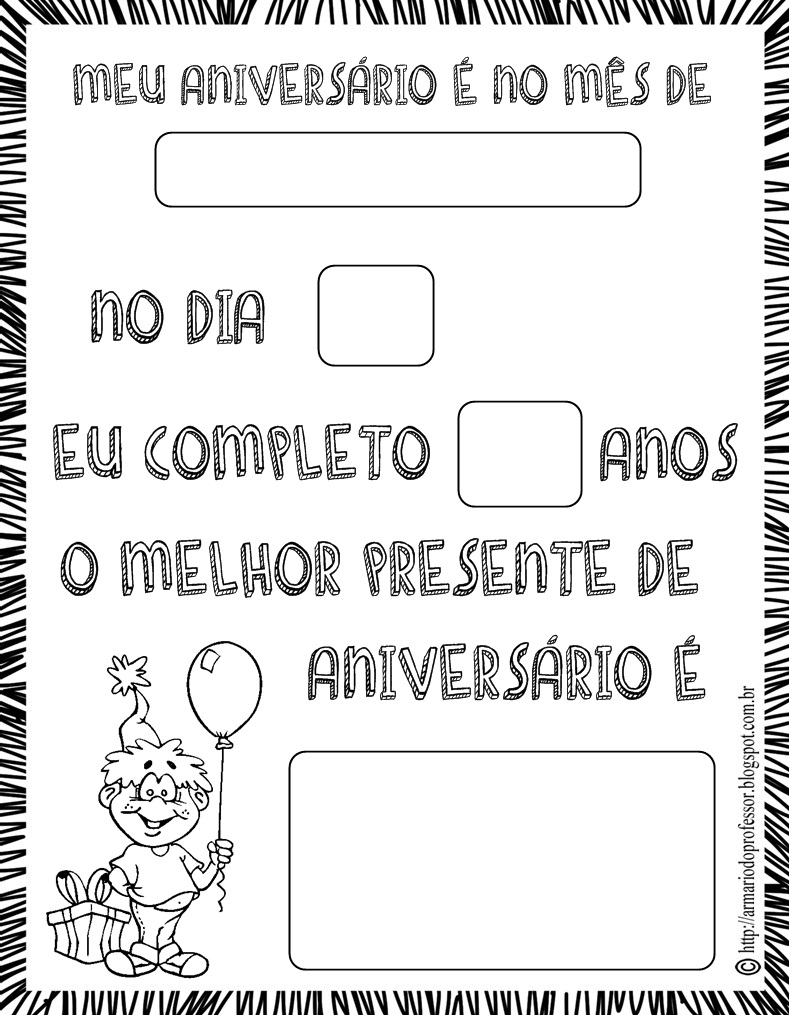 MEU ANIVERSÁRIO É NO MÊS DE
NO DIA
EU COMPLETO ANOS
O MELHOR PRESENTE DE
ANIVERSÁRIO É
© http://armariodoprofessor.blogspot.com.br